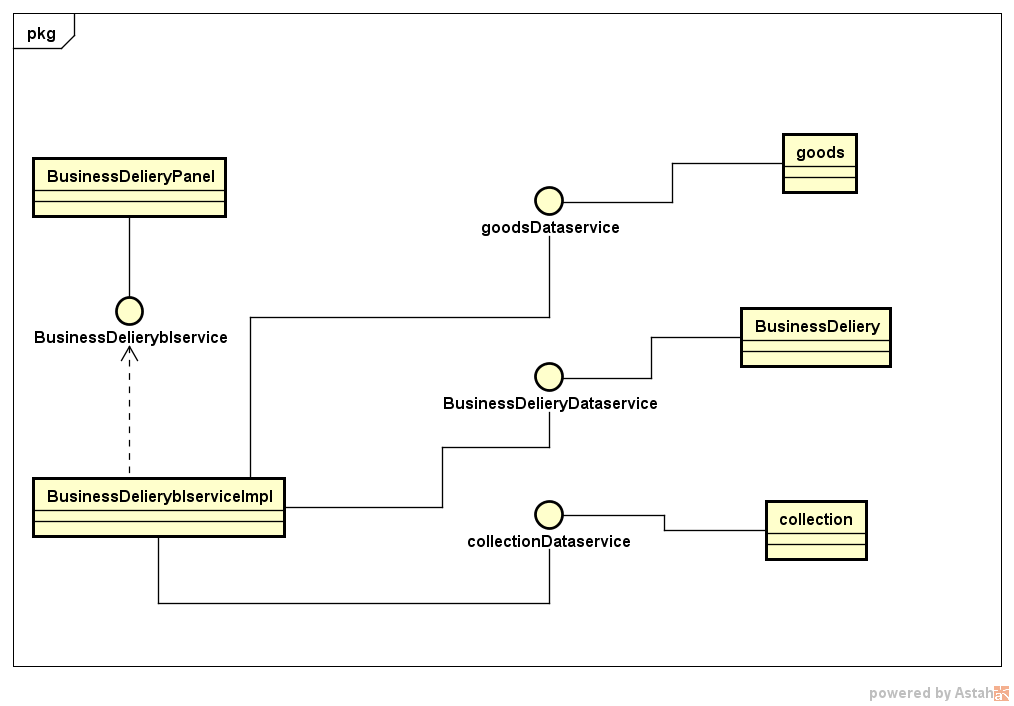 pkg
goods
BusinessDelieryPanel
goodsDataservice
BusinessDeliery
BusinessDelieryblservice
BusinessDelieryDataservice
BusinessDelieryblserviceImpl
collection
collectionDataservice
powered by Astah